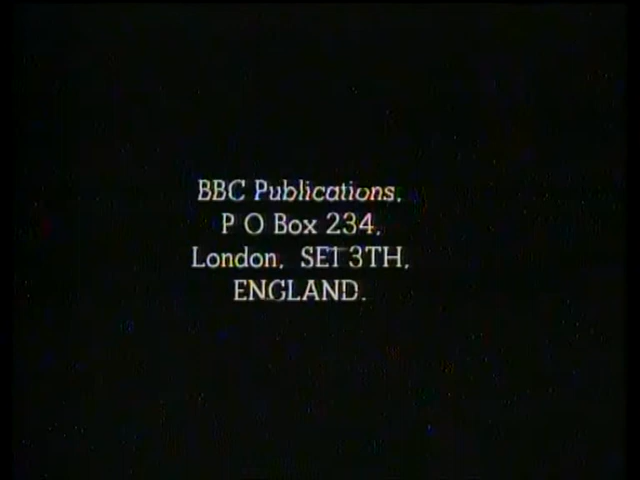 BBC Publications,
P O Box 234,
London, SE1 3TH,
ENGLAND.